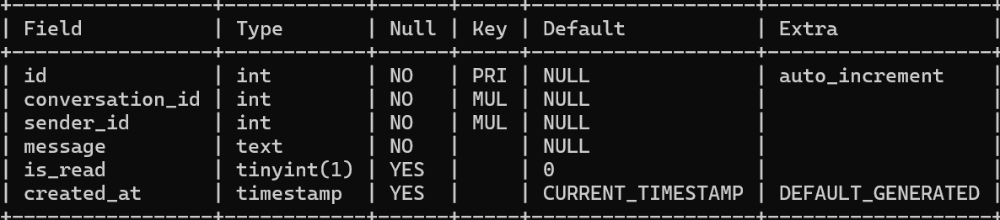 | Field | Type | Null | Key | Default | Extra |
| id | int | NO | PRI | NULL | auto_increment |
| conversation_id | int | NO | MUL | NULL | |
| sender_id | int | NO | MUL | NULL | |
| message | text | NO | | NULL | |
| is_read | tinyint(1) | YES | | 0 | |
| created_at | timestamp | YES | | CURRENT_TIMESTAMP | DEFAULT_GENERATED |